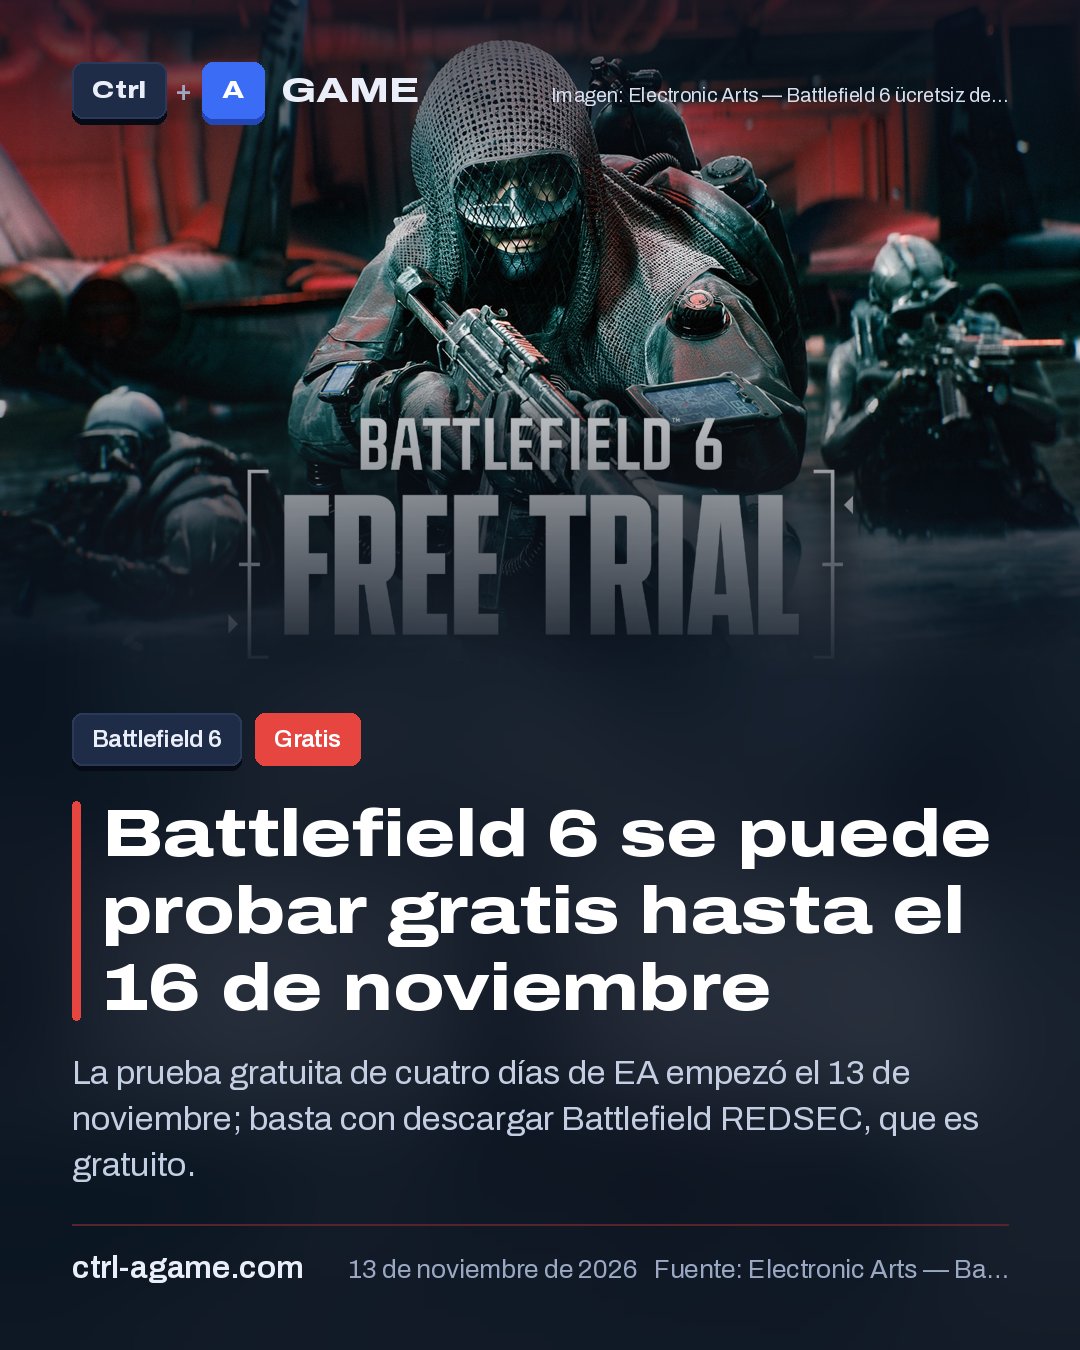 Ctrl + A GAME
Imagen: Electronic Arts — Battlefield 6 ücretsiz de...
BATTLEFIELD™ 6
FREE TRIAL
Battlefield 6
Gratis
Battlefield 6 se puede
probar gratis hasta el
16 de noviembre
La prueba gratuita de cuatro días de EA empezó el 13 de
noviembre; basta con descargar Battlefield REDSEC, que es
gratuito.
ctrl-agame.com
13 de noviembre de 2026
Fuente: Electronic Arts — Ba...